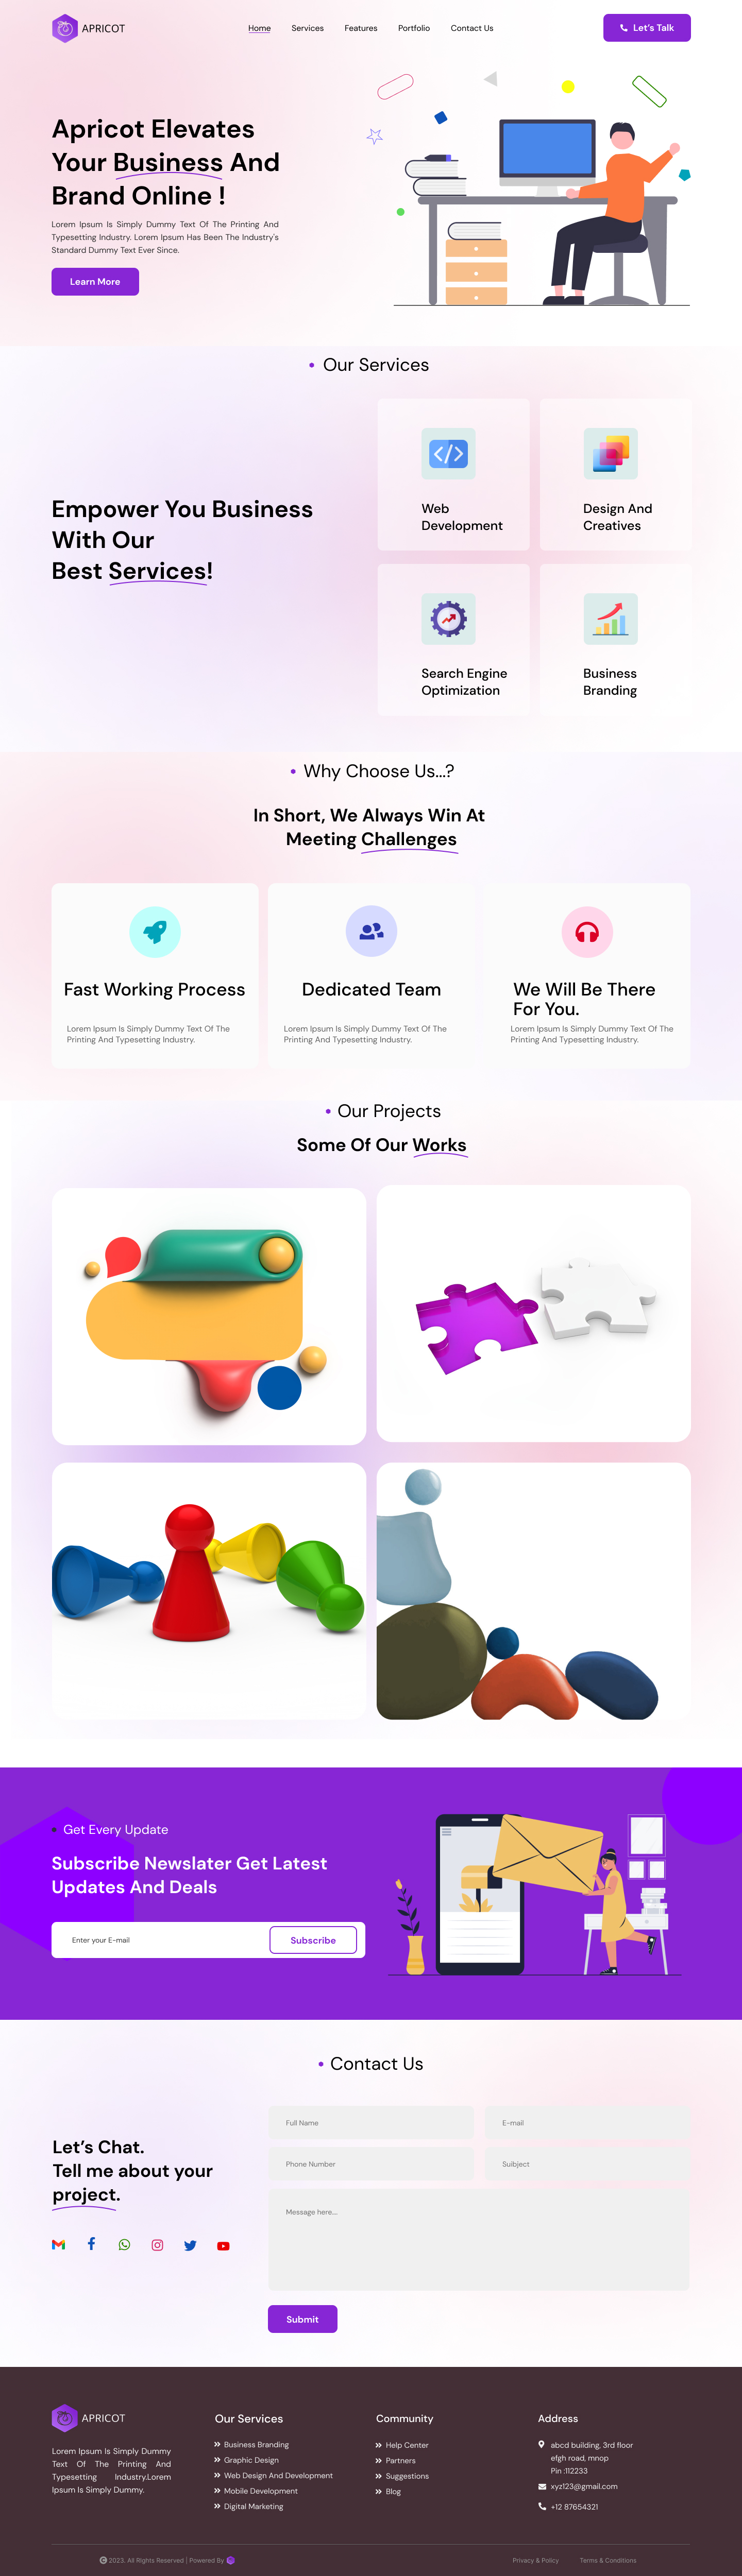 APRICOT
Home
Services
Features
Portfolio
Contact Us
Let's Talk
Apricot Elevates
Your Business And
Brand Online !
Lorem Ipsum Is Simply Dummy Text Of The Printing And
Typesetting Industry. Lorem Ipsum Has Been The Industry's
Standard Dummy Text Ever Since.
Learn More
Our Services
Empower You Business
With Our
Best Services!
Web
Development
Design And
Creatives
Search Engine
Optimization
Business
Branding
Why Choose Us...?
In Short, We Always Win At
Meeting Challenges
Fast Working Process
Lorem Ipsum Is Simply Dummy Text Of The
Printing And Typesetting Industry.
Dedicated Team
Lorem Ipsum Is Simply Dummy Text Of The
Printing And Typesetting Industry.
We Will Be There
For You.
Lorem Ipsum Is Simply Dummy Text Of The
Printing And Typesetting Industry.
Our Projects
Some Of Our Works
Get Every Update
Subscribe Newslater Get Latest
Updates And Deals
Enter your E-mail
Subscribe
Contact Us
Let's Chat.
Tell me about your
project.
Full Name
E-mail
Phone Number
Suibject
Message here....
Submit
APRICOT
Lorem Ipsum Is Simply Dummy
Text Of The Printing And
Typesetting Industry.Lorem
Ipsum Is Simply Dummy.
Our Services
Business Branding
Graphic Design
Web Design And Development
Mobile Development
Digital Marketing
Community
Help Center
Partners
Suggestions
Blog
Address
abcd building, 3rd floor
efgh road, mnop
Pin :112233
xyz123@gmail.com
+12 87654321
© 2023. All Rights Reserved | Powered By
Privacy & Policy
Terms & Conditions